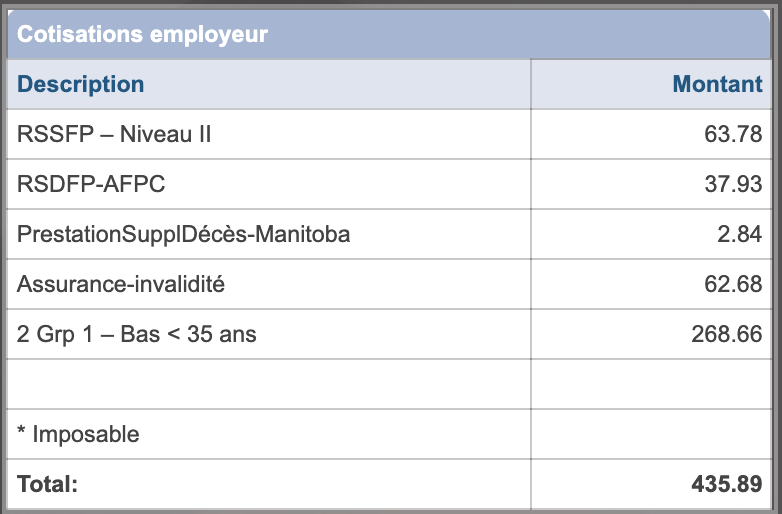 Cotisations employeur
Description Montant
RSSFP – Niveau II 63.78
RSDFP-AFPC 37.93
PrestationSupplDécès-Manitoba 2.84
Assurance-invalidité 62.68
2 Grp 1 – Bas < 35 ans 268.66
* Imposable
Total: 435.89